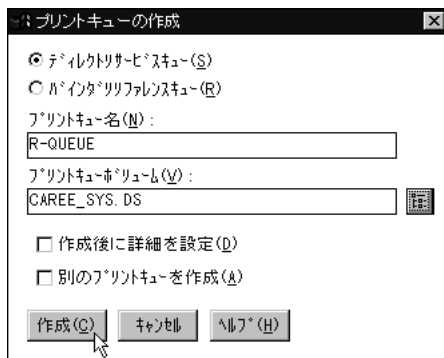 プリントキューの作成
ﾃﾞｨﾚｸﾄﾘｻｰﾋﾞｽｷｭｰ(S)
ﾊﾞｲﾝﾀﾞﾘﾘﾌｧﾚﾝｽｷｭｰ(R)
ﾌﾟﾘﾝﾄｷｭｰ名(N) :
R-QUEUE
ﾌﾟﾘﾝﾄｷｭｰﾎﾞﾘｭｰﾑ(V) :
CAREE_SYS.DS
作成後に詳細を設定(D)
別のﾌﾟﾘﾝﾄｷｭｰを作成(A)
作成(C) ｷｬﾝｾﾙ ﾍﾙﾌﾟ(H)